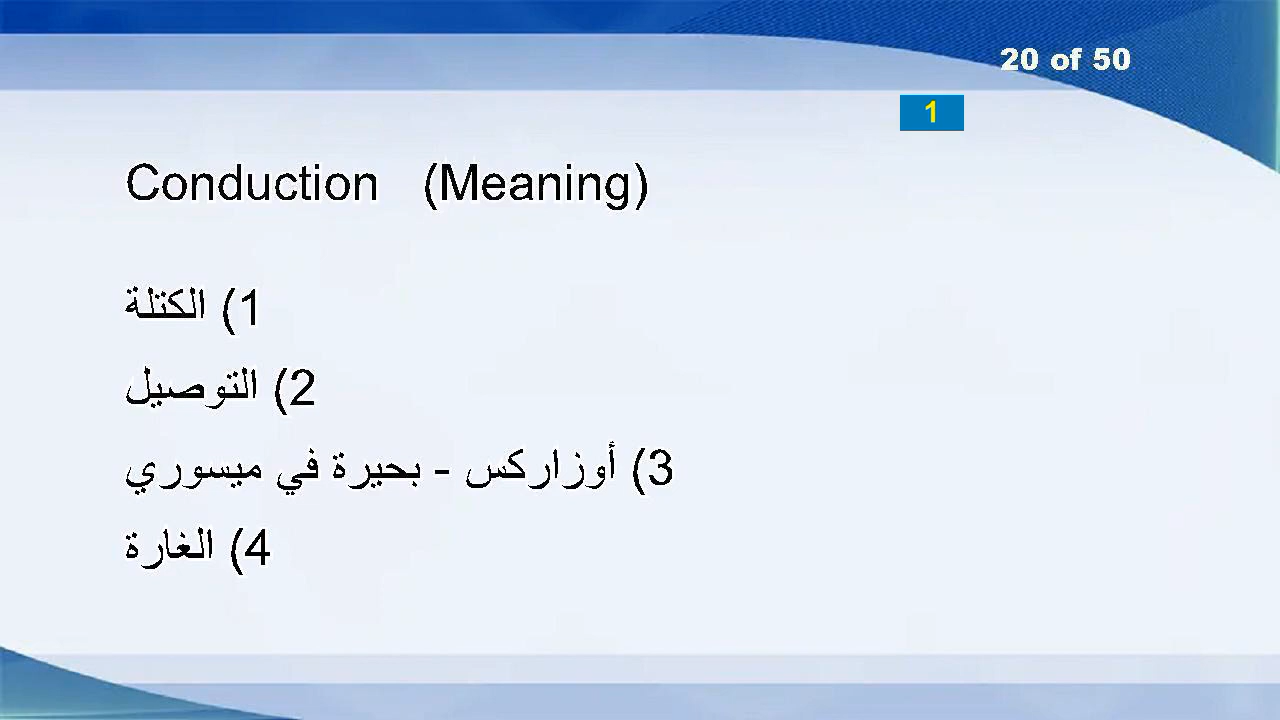 20 of 50
1
Conduction (Meaning)
1) الكتلة
2) التوصيل
3) أوزاركس - بحيرة في ميسوري
4) الغارة